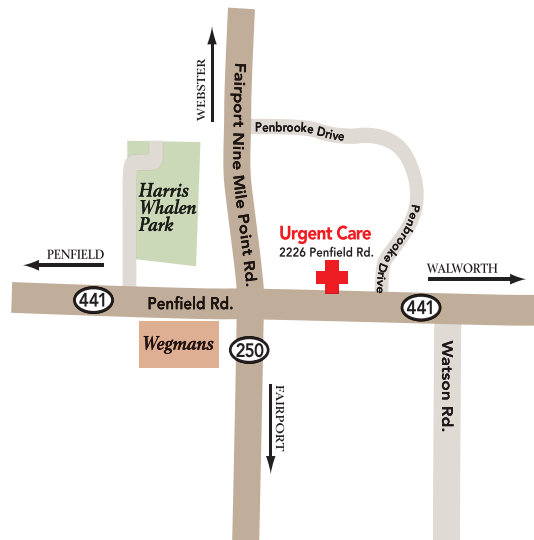 WEBSTER
Fairport Nine Mile Point Rd.
Penbrooke Drive
Harris
Whalen
Park
Penbrooke Drive
Urgent Care
2226 Penfield Rd.
PENFIELD
WALWORTH
441
Penfield Rd.
441
Wegmans
250
Watson Rd.
FAIRPORT